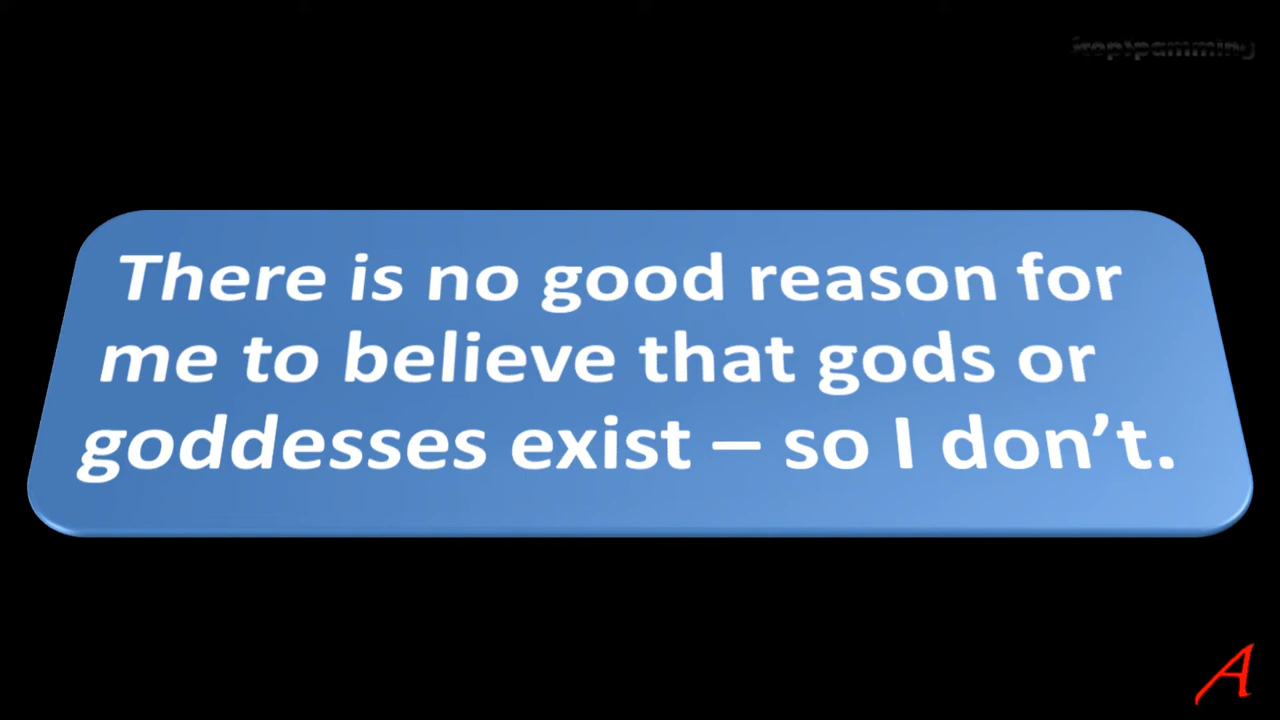 There is no good reason for
me to believe that gods or
goddesses exist – so I don’t.
A